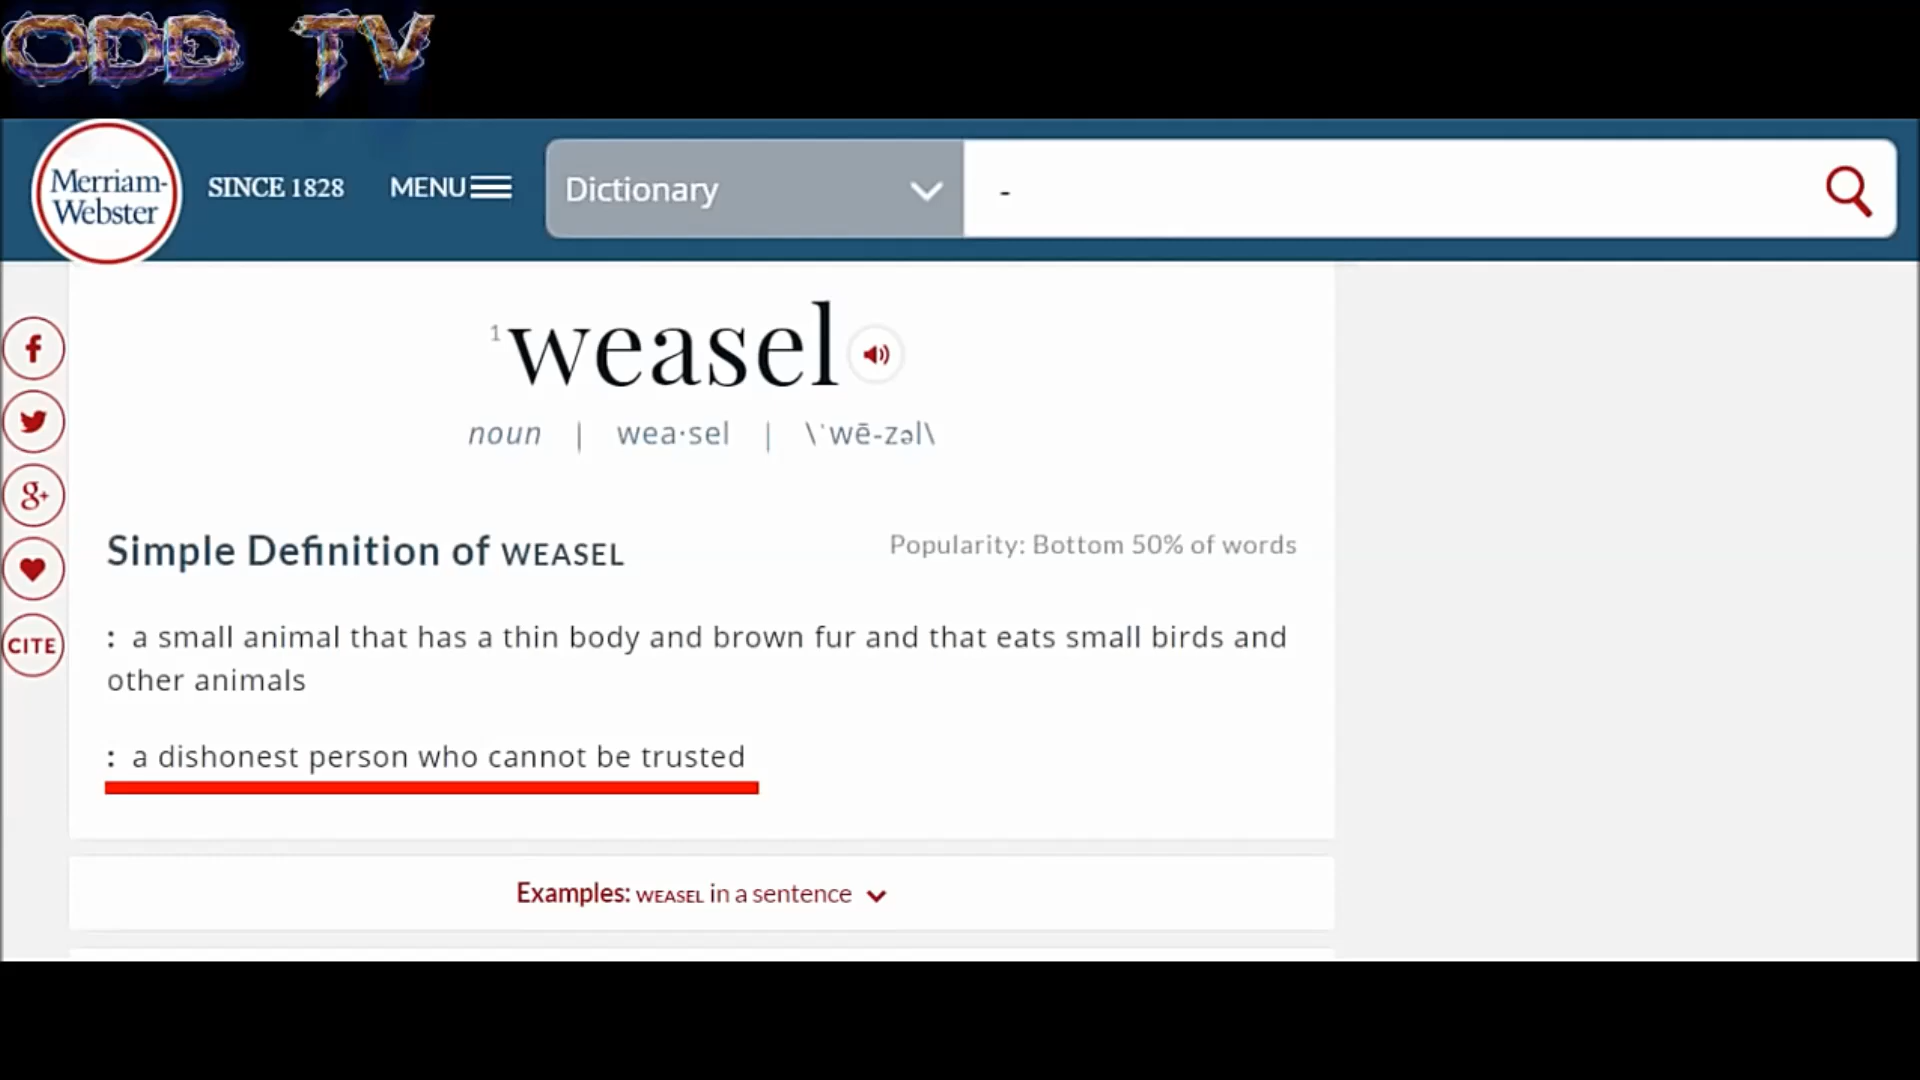 ODD TV
Merriam-
Webster
SINCE 1828
MENU
Dictionary
-
1 weasel
noun | wea·sel | \ˈwē-zəl\
Simple Definition of WEASEL
Popularity: Bottom 50% of words
: a small animal that has a thin body and brown fur and that eats small birds and
other animals
: a dishonest person who cannot be trusted
Examples: WEASEL in a sentence
f
g+
CITE